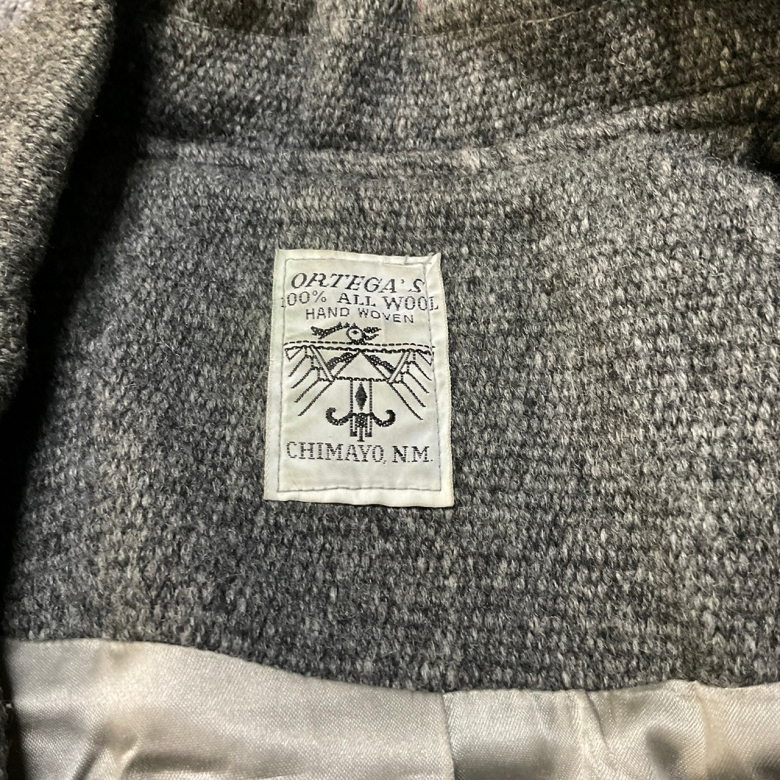 ORTEGA'S
100% ALL WOOL
HAND WOVEN
CHIMAYO, N.M.